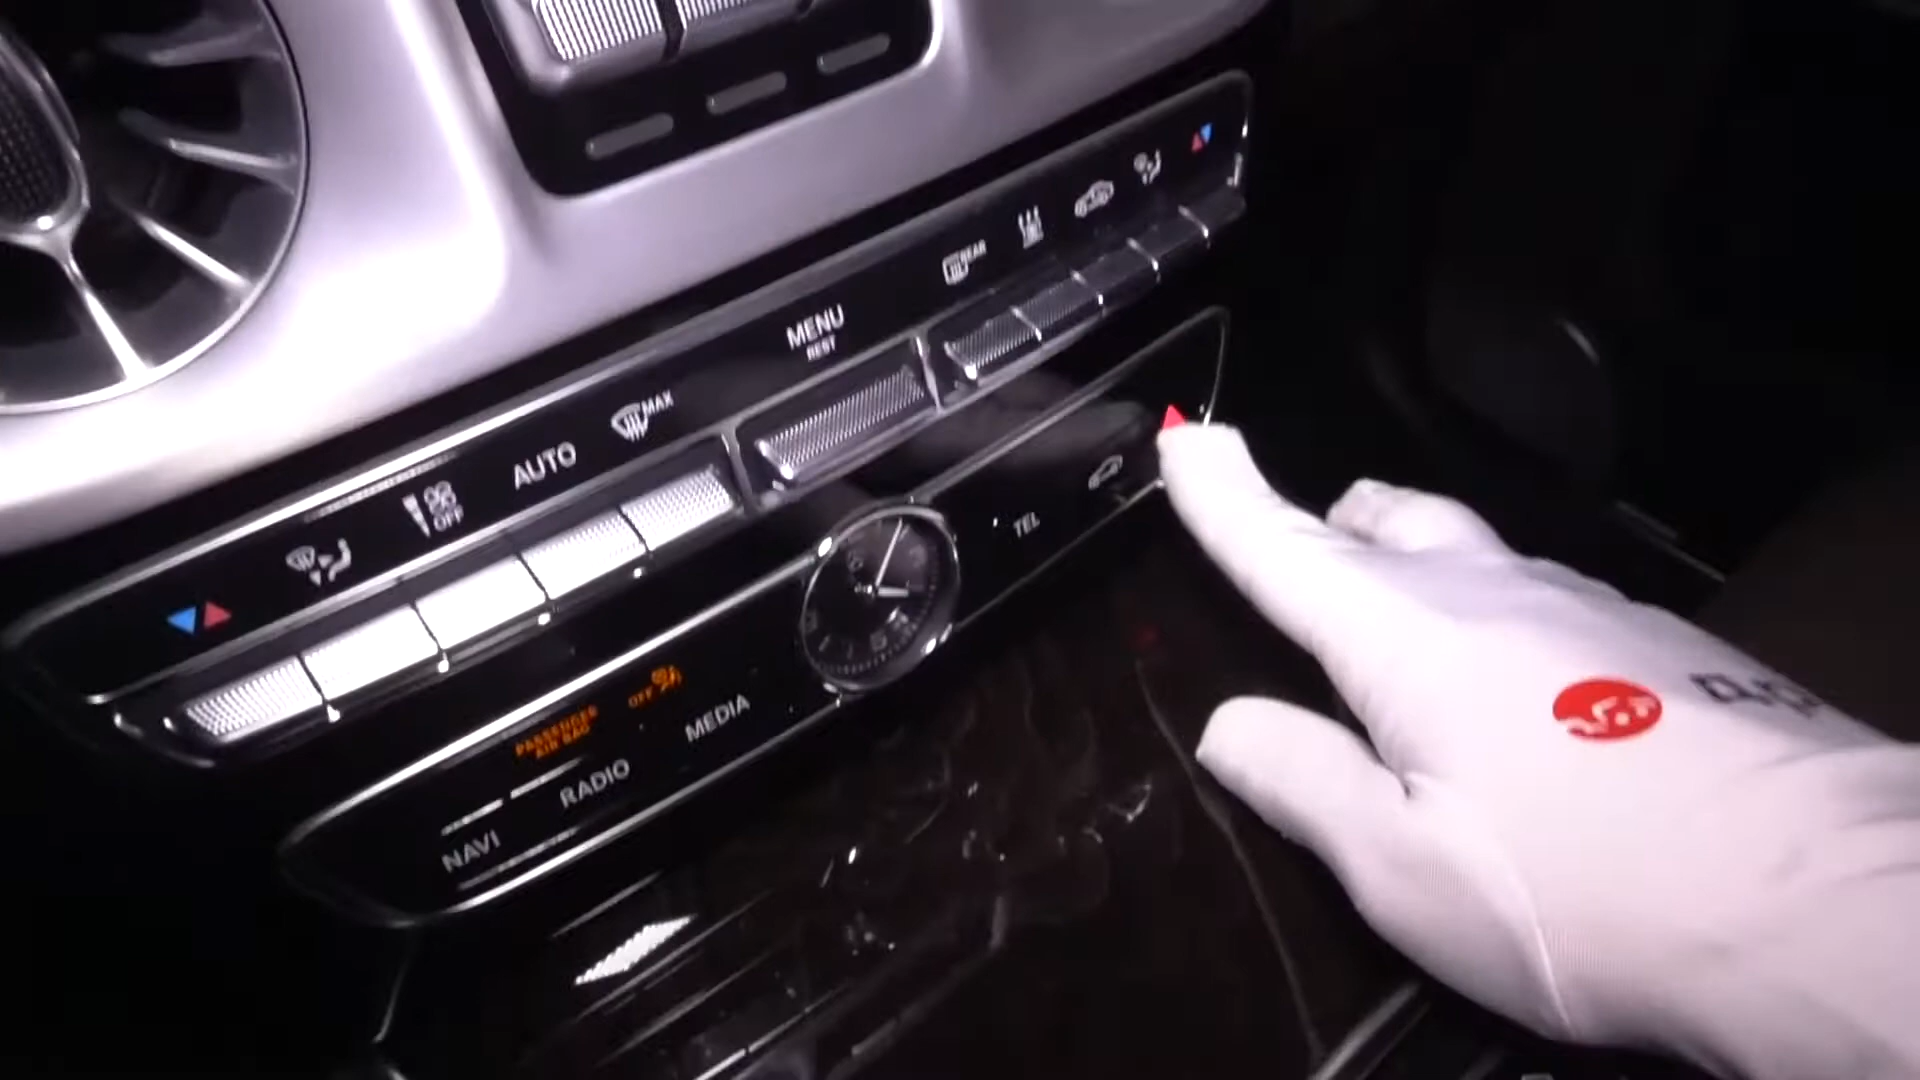 REAR
MENU
REST
MAX
AUTO
OFF
TEL
OFF
PASSENGER
AIR BAG
MEDIA
RADIO
NAVI